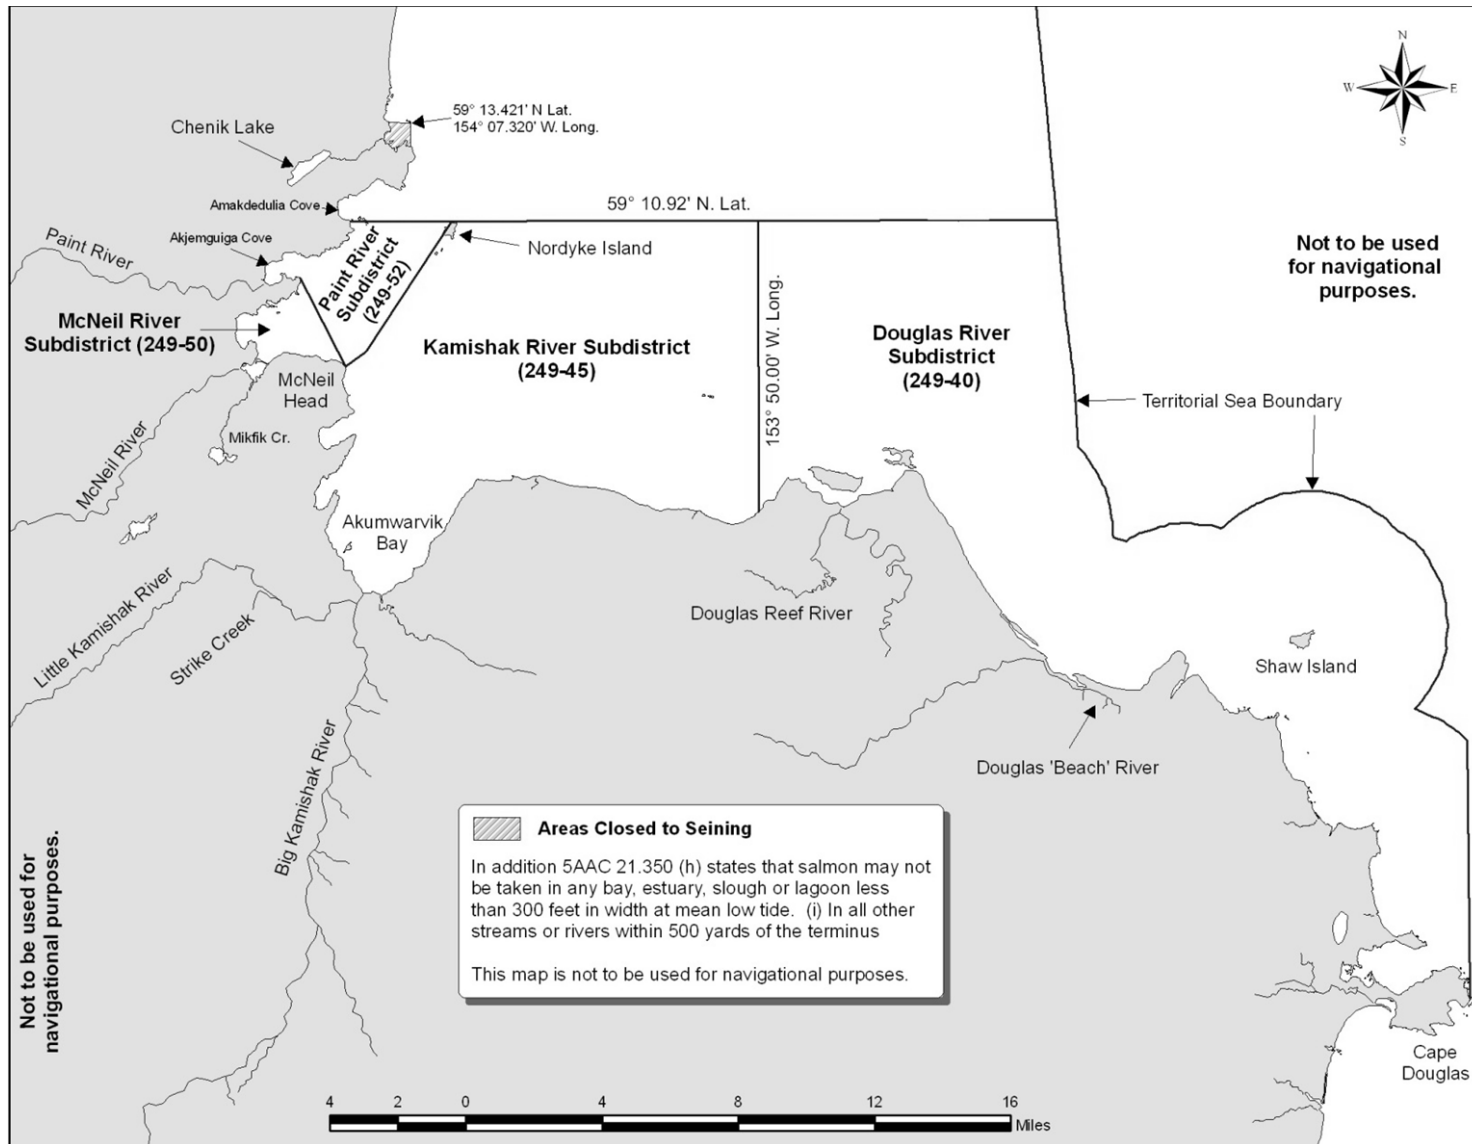 N
W
E
S
59° 13.421' N Lat.
154° 07.320' W. Long.
Chenik Lake
Amakdedulia Cove
59° 10.92' N. Lat.
Akjemguiga Cove
Paint River
Nordyke Island
Paint River
Subdistrict
(249-52)
Not to be used
for navigational
purposes.
McNeil River
Subdistrict (249-50)
Kamishak River Subdistrict
(249-45)
153° 50.00' W. Long.
Douglas River
Subdistrict
(249-40)
McNeil
Head
Territorial Sea Boundary
Mikfik Cr.
McNeil River
Akumwarvik
Bay
Little Kamishak River
Strike Creek
Douglas Reef River
Shaw Island
Big Kamishak River
Douglas 'Beach' River
Areas Closed to Seining
In addition 5AAC 21.350 (h) states that salmon may not
be taken in any bay, estuary, slough or lagoon less
than 300 feet in width at mean low tide. (i) In all other
streams or rivers within 500 yards of the terminus
This map is not to be used for navigational purposes.
Not to be used for
navigational purposes.
Cape
Douglas
4 2 0 4 8 12 16
Miles